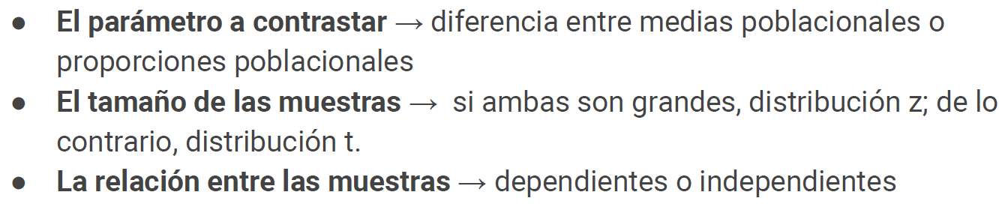 ● El parámetro a contrastar → diferencia entre medias poblacionales o
proporciones poblacionales
● El tamaño de las muestras → si ambas son grandes, distribución z; de lo
contrario, distribución t.
● La relación entre las muestras → dependientes o independientes